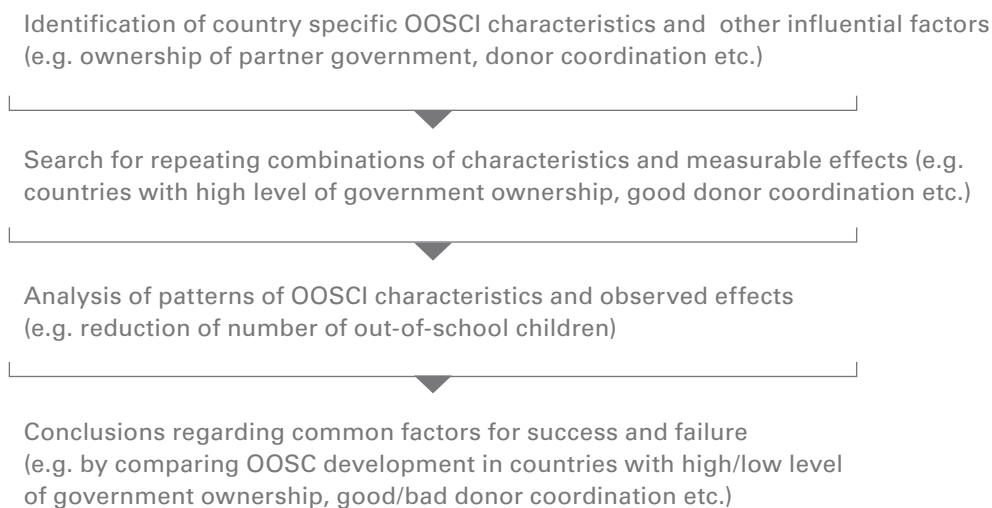 Identification of country specific OOSCI characteristics and other influential factors
(e.g. ownership of partner government, donor coordination etc.)
Search for repeating combinations of characteristics and measurable effects (e.g.
countries with high level of government ownership, good donor coordination etc.)
Analysis of patterns of OOSCI characteristics and observed effects
(e.g. reduction of number of out-of-school children)
Conclusions regarding common factors for success and failure
(e.g. by comparing OOSC development in countries with high/low level
of government ownership, good/bad donor coordination etc.)